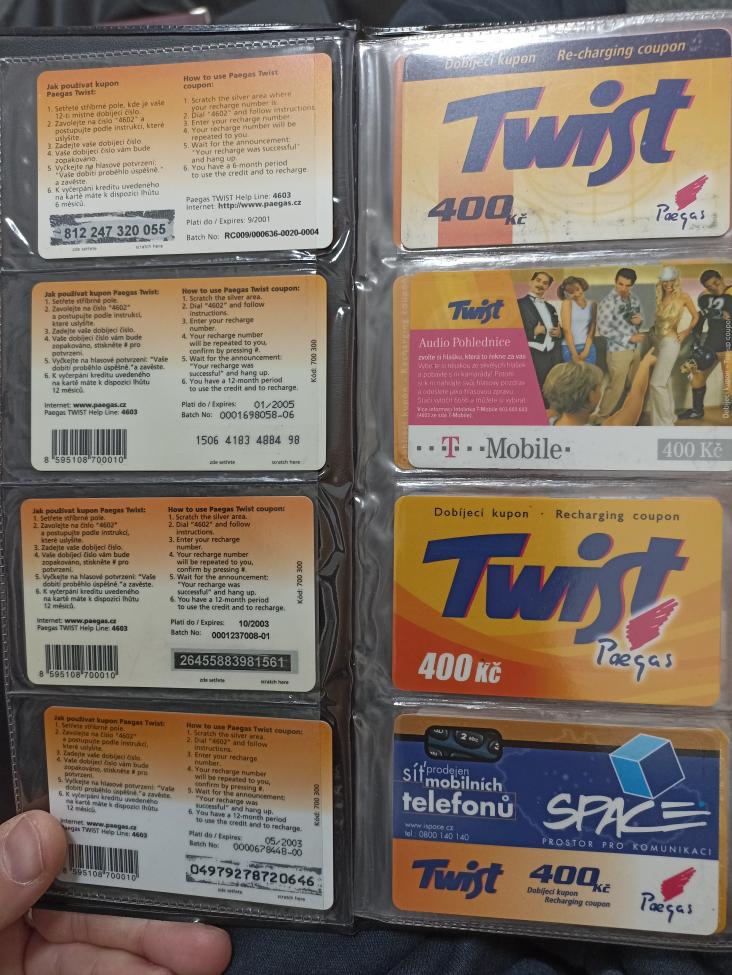 Jak používat kupon
Paegas Twist:
1. Setřete stříbrné pole, kde je vaše
12-ti místné dobíjecí číslo.
2. Zavolejte na číslo "4602" a
postupujte podle instrukcí, které
uslyšíte.
3. Zadejte vaše dobíjecí číslo.
4. Vaše dobíjecí číslo vám bude
zopakováno.
5. Vyčkejte na hlasové potvrzení:
"Vaše dobití proběhlo úspěšně."
a zavěste.
6. K vyčerpání kreditu uvedeného
na kartě máte k dispozici lhůtu
6 měsíců.
812 247 320 055
zde setřete
scratch here
How to use Paegas Twist
coupon:
1. Scratch the silver area where
your recharge number is.
2. Dial "4602" and follow instructions.
3. Enter your recharge number.
4. Your recharge number will be
repeated to you.
5. Wait for the announcement:
"Your recharge was successful"
and hang up.
6. You have a 6-month period
to use the credit and to recharge.
Paegas TWIST Help Line: 4603
Internet: http://www.paegas.cz
Platí do / Expires: 9/2001
Batch No: RC009/000636-0020-0004
Dobíjecí kupon Re-charging coupon
Twist
400Kč
Paegas
Jak používat kupon Paegas Twist:
1. Setřete stříbrné pole.
2. Zavolejte na číslo "4602"
a postupujte podle instrukcí,
které uslyšíte.
3. Zadejte vaše dobíjecí číslo.
4. Vaše dobíjecí číslo vám bude
zopakováno, stiskněte # pro
potvrzení.
5. Vyčkejte na hlasové potvrzení: "Vaše
dobití proběhlo úspěšně."a zavěste.
6. K vyčerpání kreditu uvedeného
na kartě máte k dispozici lhůtu
12 měsíců.
Internet: www.paegas.cz
Paegas TWIST Help Line: 4603
8 595108 700010
How to use Paegas Twist coupon:
1. Scratch the silver area.
2. Dial "4602" and follow
instructions.
3. Enter your recharge
number.
4. Your recharge number
will be repeated to you,
confirm by pressing #.
5. Wait for the announcement:
"Your recharge was
successful" and hang up.
6. You have a 12-month period
to use the credit and to recharge.
Platí do / Expires: 01/2005
Batch No: 0001698058-06
1506 4183 4884 98
zde setřete
scratch here
Kód: 700 300
Twist
Audio Pohlednice
zvolte si hlášku, která to řekne za vás
T··Mobile·
400 Kč
Dobíjecí kupon · Recharging coupon
Jak používat kupon Paegas Twist:
1. Setřete stříbrné pole.
2. Zavolejte na číslo "4602"
a postupujte podle instrukcí,
které uslyšíte.
3. Zadejte vaše dobíjecí číslo.
4. Vaše dobíjecí číslo vám bude
zopakováno, stiskněte # pro
potvrzení.
5. Vyčkejte na hlasové potvrzení: "Vaše
dobití proběhlo úspěšně."a zavěste.
6. K vyčerpání kreditu uvedeného
na kartě máte k dispozici lhůtu
12 měsíců.
Internet: www.paegas.cz
Paegas TWIST Help Line: 4603
8 595108 700010
How to use Paegas Twist coupon:
1. Scratch the silver area.
2. Dial "4602" and follow
instructions.
3. Enter your recharge
number.
4. Your recharge number
will be repeated to you,
confirm by pressing #.
5. Wait for the announcement:
"Your recharge was
successful" and hang up.
6. You have a 12-month period
to use the credit and to recharge.
Platí do / Expires: 10/2003
Batch No: 0001237008-01
26455883981561
zde setřete
scratch here
Kód: 700 300
Dobíjecí kupon · Recharging coupon
Twist
Paegas
400 Kč
Jak používat kupon Paegas Twist:
1. Setřete stříbrné pole.
2. Zavolejte na číslo "4602"
a postupujte podle instrukcí,
které uslyšíte.
3. Zadejte vaše dobíjecí číslo.
4. Vaše dobíjecí číslo vám bude
zopakováno, stiskněte # pro
potvrzení.
5. Vyčkejte na hlasové potvrzení: "Vaše
dobití proběhlo úspěšně."a zavěste.
6. K vyčerpání kreditu uvedeného
na kartě máte k dispozici lhůtu
12 měsíců.
Internet: www.paegas.cz
Paegas TWIST Help Line: 4603
8 595108 700010
How to use Paegas Twist coupon:
1. Scratch the silver area.
2. Dial "4602" and follow
instructions.
3. Enter your recharge
number.
4. Your recharge number
will be repeated to you,
confirm by pressing #.
5. Wait for the announcement:
"Your recharge was
successful" and hang up.
6. You have a 12-month period
to use the credit and to recharge.
Platí do / Expires: 05/2003
Batch No: 0000678448-00
04979278720646
zde setřete
scratch here
Kód: 700 300
síť prodejen
mobilních
telefonů
www.ispace.cz
tel.: 0800 140 140
SPACE
PROSTOR PRO KOMUNIKACI
Twist
400Kč
Dobíjecí kupon
Recharging coupon
Paegas